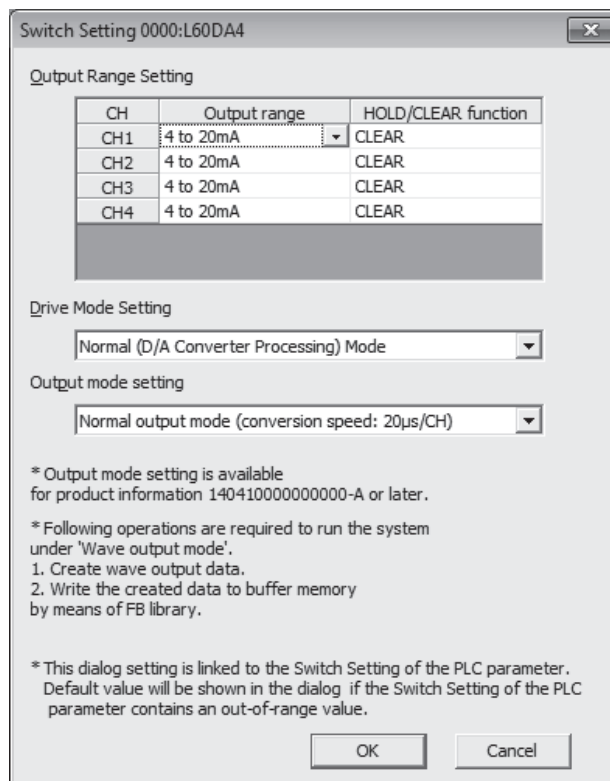 Switch Setting 0000:L60DA4
Output Range Setting
CH Output range HOLD/CLEAR function
CH1 4 to 20mA CLEAR
CH2 4 to 20mA CLEAR
CH3 4 to 20mA CLEAR
CH4 4 to 20mA CLEAR
Drive Mode Setting
Normal (D/A Converter Processing) Mode
Output mode setting
Normal output mode (conversion speed: 20µs/CH)
* Output mode setting is available
for product information 140410000000000-A or later.
* Following operations are required to run the system
under 'Wave output mode'.
1. Create wave output data.
2. Write the created data to buffer memory
by means of FB library.
* This dialog setting is linked to the Switch Setting of the PLC parameter.
Default value will be shown in the dialog if the Switch Setting of the PLC
parameter contains an out-of-range value.
OK Cancel